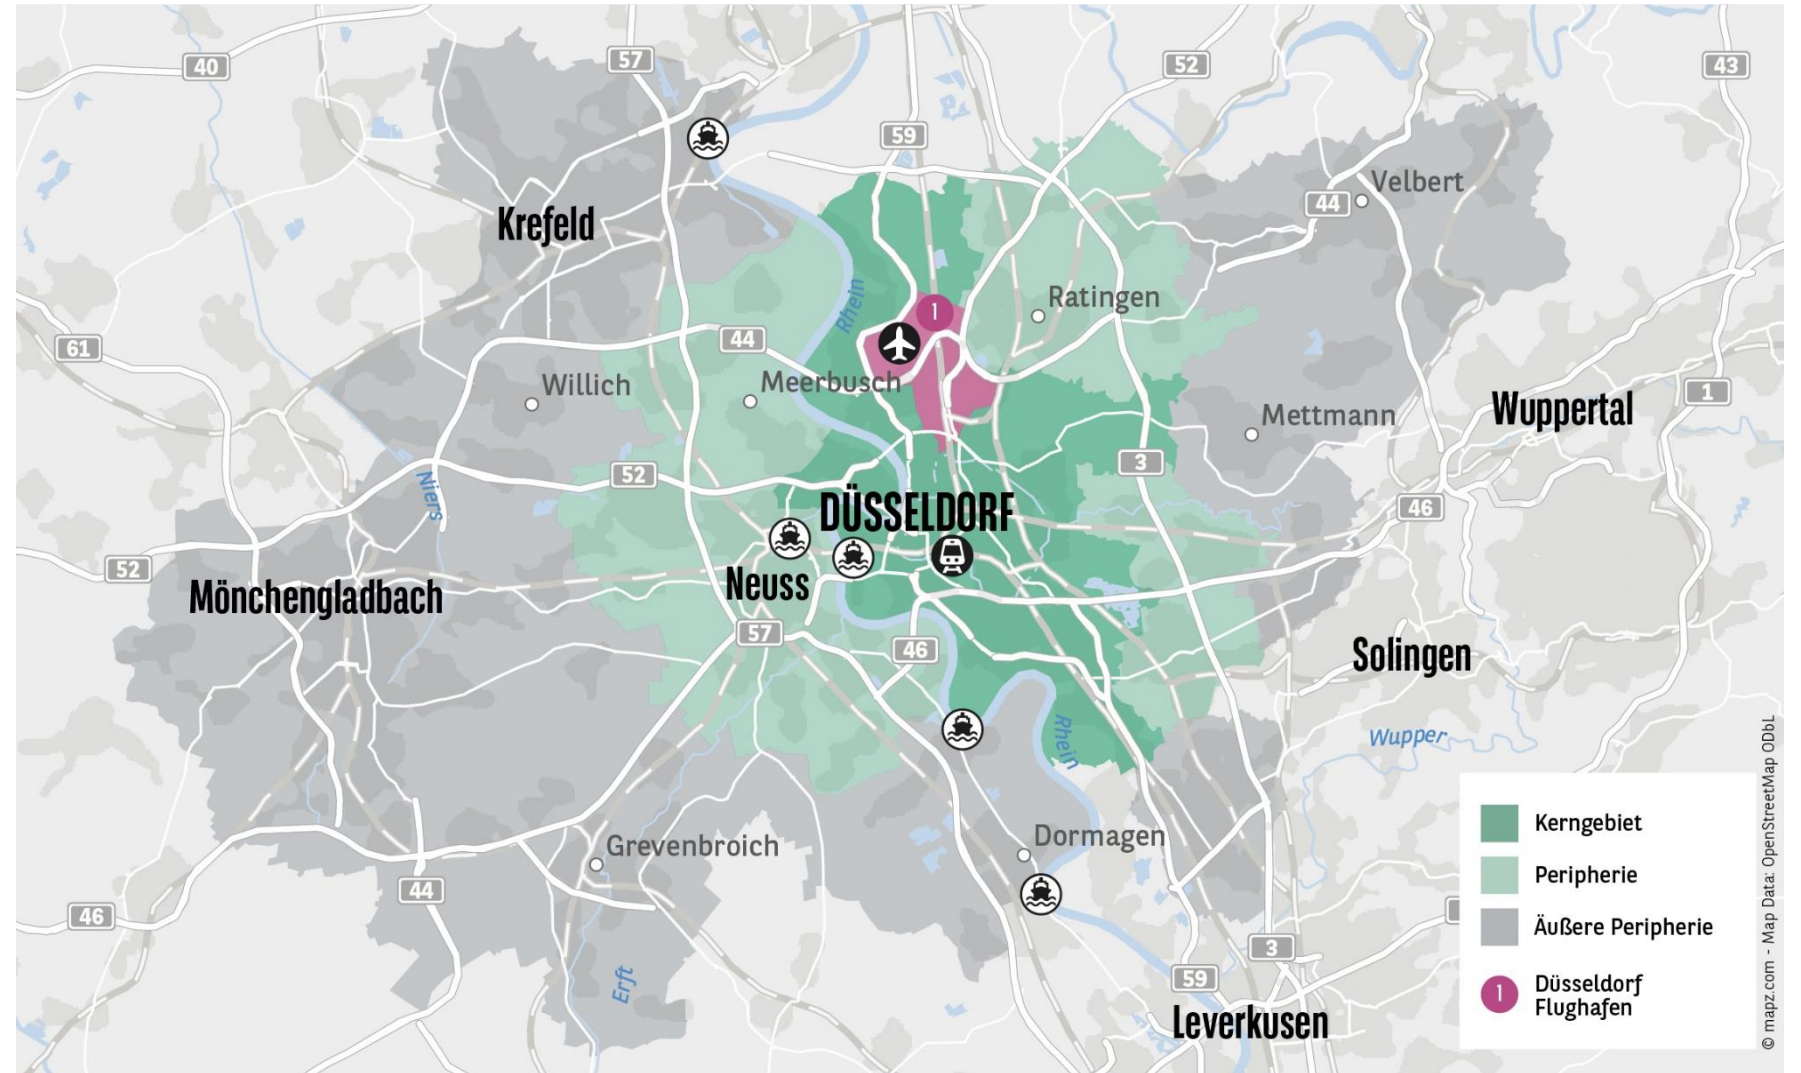 40
57
52
43
59
Velbert
44
Krefeld
Rhein
Ratingen
1
61
44
Willich
Meerbusch
1
Wuppertal
Mettmann
3
52
Niers
46
DÜSSELDORF
52
Neuss
Mönchengladbach
57
46
Solingen
Rhein
Wupper
Grevenbroich
Dormagen
44
46
3
59
Erft
Leverkusen
Kerngebiet
Peripherie
Äußere Peripherie
1
Düsseldorf
Flughafen
© mapz.com - Map Data: OpenStreetMap ODbL